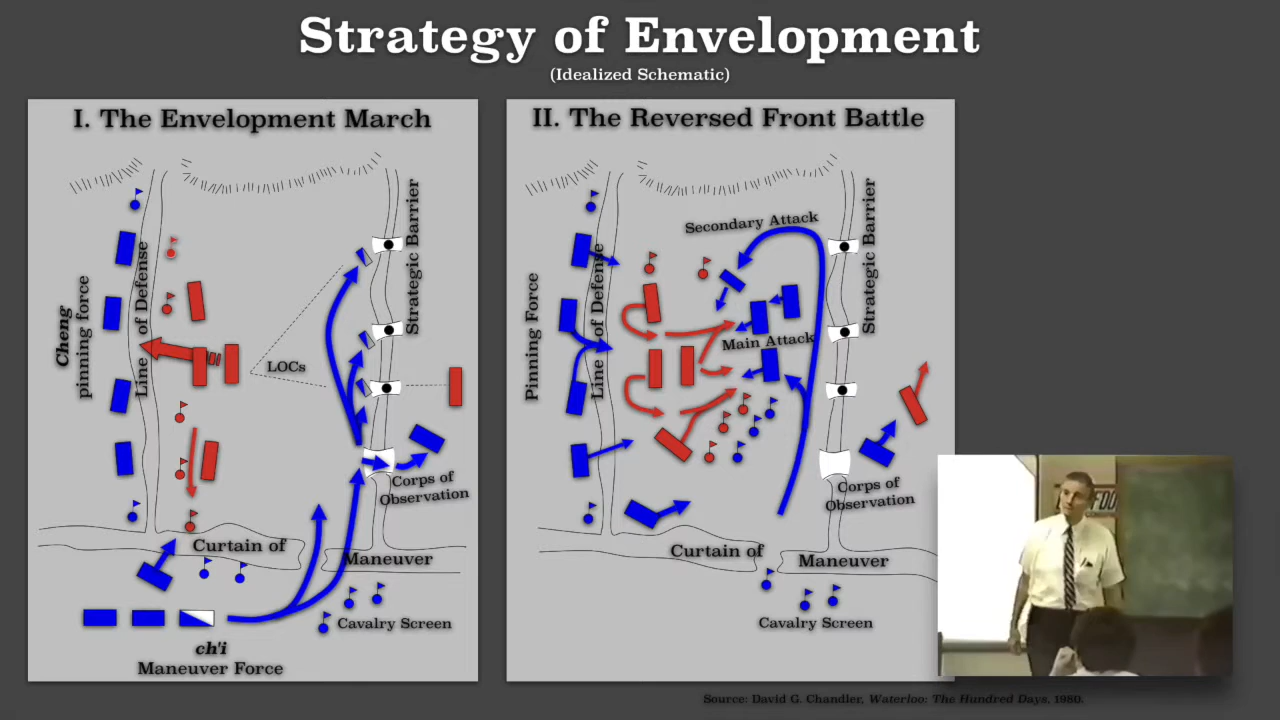 Strategy of Envelopment
(Idealized Schematic)
I. The Envelopment March
Cheng
pinning force
Line of Defense
LOCs
Strategic Barrier
Corps of
Observation
Curtain of
Maneuver
Cavalry Screen
ch'i
Maneuver Force
II. The Reversed Front Battle
Pinning Force
Line of Defense
Secondary Attack
Main Attack
Strategic Barrier
Corps of
Observation
Curtain of
Maneuver
Cavalry Screen
Source: David G. Chandler, Waterloo: The Hundred Days, 1980.